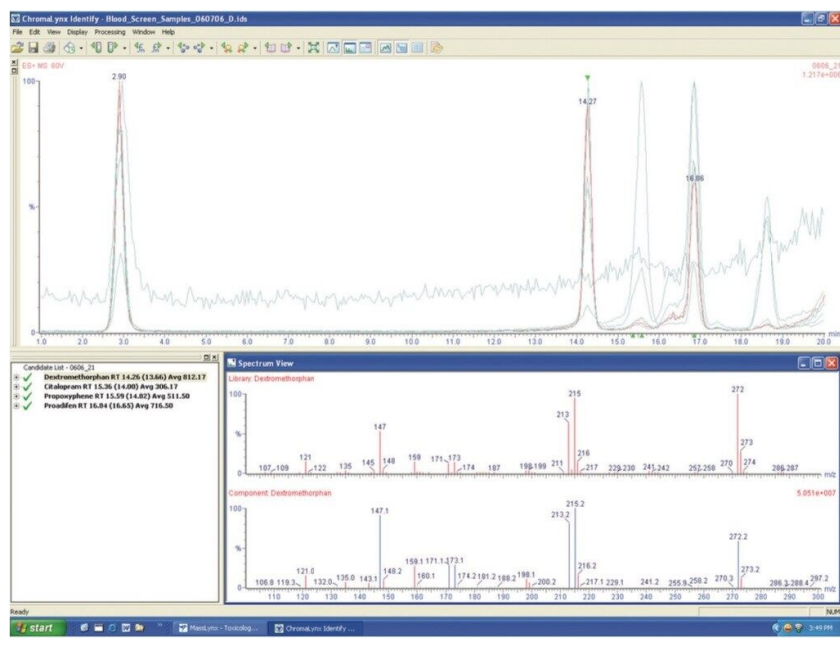 ChromaLynx Identify - Blood_Screen_Samples_060706_D.ids
File Edit View Display Processing Window Help
ES+ MS 60V
0606_21
2.90
100
14.27
16.86
%
0
1.0 2.0 3.0 4.0 5.0 6.0 7.0 8.0 9.0 10.0 11.0 12.0 13.0 14.0 15.0 16.0 17.0 18.0 19.0 20.0 min
Candidate List - 0606_21
Dextromethorphan RT 14.26 (13.66) Avg 812.17
Citalopram RT 15.36 (14.00) Avg 306.17
Propoxyphene RT 15.59 (14.02) Avg 511.50
Proadifen RT 16.84 (16.65) Avg 716.50
Spectrum View
Library: Dextromethorphan
100
%
0
107 109 121 122 135 145 147 148 159 171 173 174 187 198 199 211 213 215 216 217 229 230 241 242 257 258 270 272 273 274 286 287
m/z
Component: Dextromethorphan
5.051e+007
100
%
0
106.8 119.3 121.0 132.0 135.0 143.1 147.1 148.2 159.1 160.1 171.1 173.1 174.2 181.2 188.2 198.1 200.2 213.2 215.2 216.2 217.1 229.1 241.2 255.9 258.2 270.3 272.2 273.2 286.3 288.4 297.2
110 120 130 140 150 160 170 180 190 200 210 220 230 240 250 260 270 280 290 300 m/z
Ready
NUM
start
MassLynx - Toxicolog...
ChromaLynx Identify ...
3:49 PM